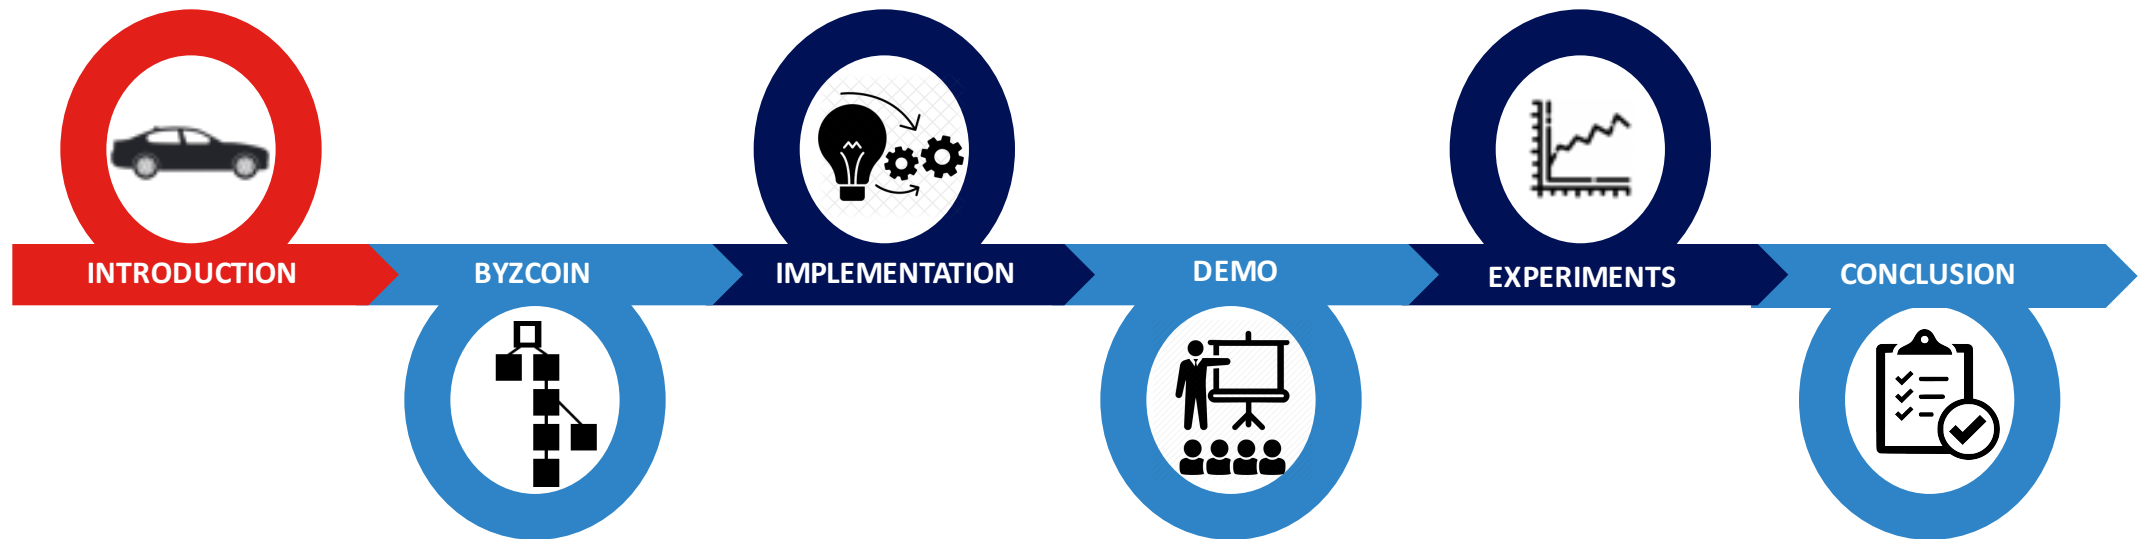 INTRODUCTION
BYZCOIN
IMPLEMENTATION
DEMO
EXPERIMENTS
CONCLUSION